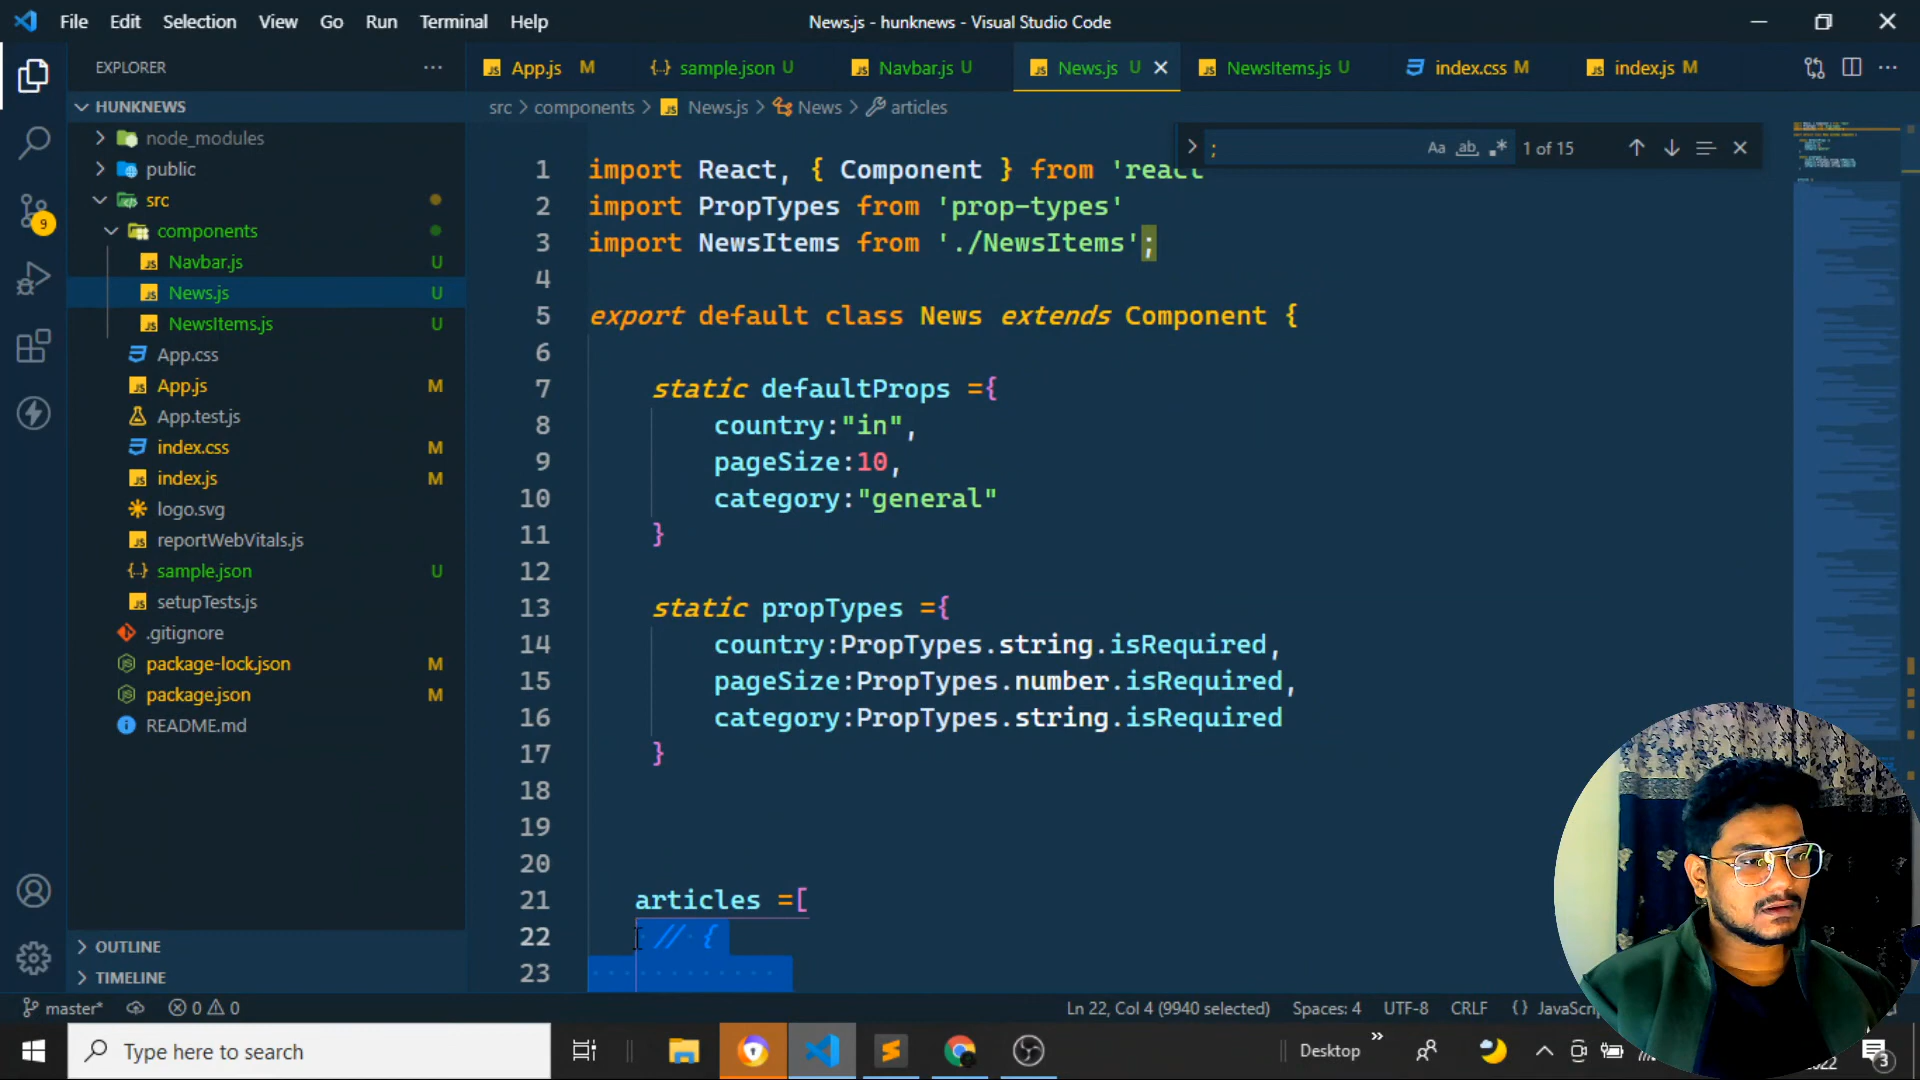 File Edit Selection View Go Run Terminal Help
News.js - hunknews - Visual Studio Code
EXPLORER
App.js M
sample.json U
Navbar.js U
News.js U
NewsItems.js U
index.css M
index.js M
HUNKNEWS
node_modules
public
src
components
Navbar.js U
News.js U
NewsItems.js U
App.css
App.js M
App.test.js
index.css M
index.js M
logo.svg
reportWebVitals.js
sample.json U
setupTests.js
.gitignore
package-lock.json M
package.json M
README.md
OUTLINE
TIMELINE
9
src > components > News.js > News > articles
; Aa ab 1 of 15
1 import React, { Component } from 'react'
2 import PropTypes from 'prop-types'
3 import NewsItems from './NewsItems';
4
5 export default class News extends Component {
6
7 static defaultProps ={
8 country:"in",
9 pageSize:10,
10 category:"general"
11 }
12
13 static propTypes ={
14 country:PropTypes.string.isRequired,
15 pageSize:PropTypes.number.isRequired,
16 category:PropTypes.string.isRequired
17 }
18
19
20
21 articles =[
22 // {
23
master* 0 0
Ln 22, Col 4 (9940 selected) Spaces: 4 UTF-8 CRLF
Type here to search
Desktop
3